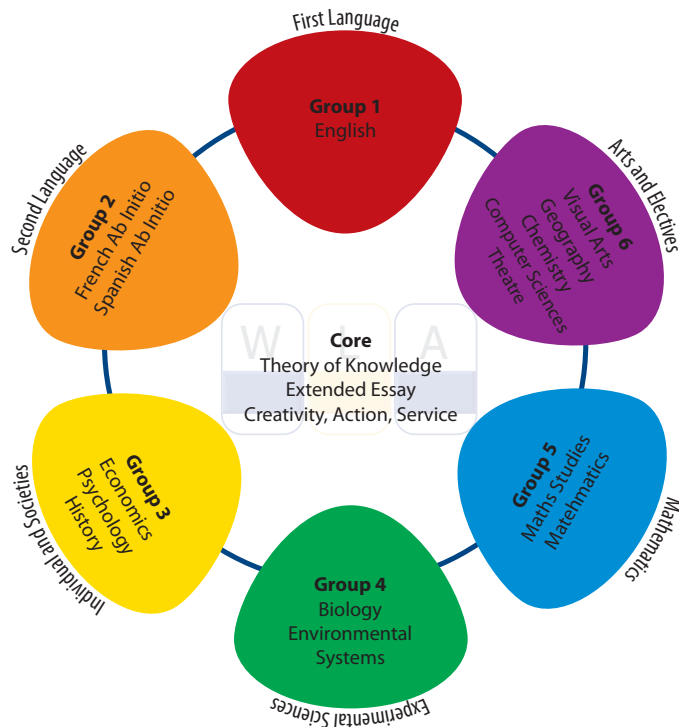 First Language
Group 1
English
Second Language
Group 2
French Ab Initio
Spanish Ab Initio
Individual and Societies
Group 3
Economics
Psychology
History
Experimental Sciences
Group 4
Biology
Environmental
Systems
Mathematics
Group 5
Maths Studies
Matehmatics
Arts and Electives
Group 6
Visual Arts
Geography
Chemistry
Computer Sciences
Theatre
W L A
Core
Theory of Knowledge
Extended Essay
Creativity, Action, Service